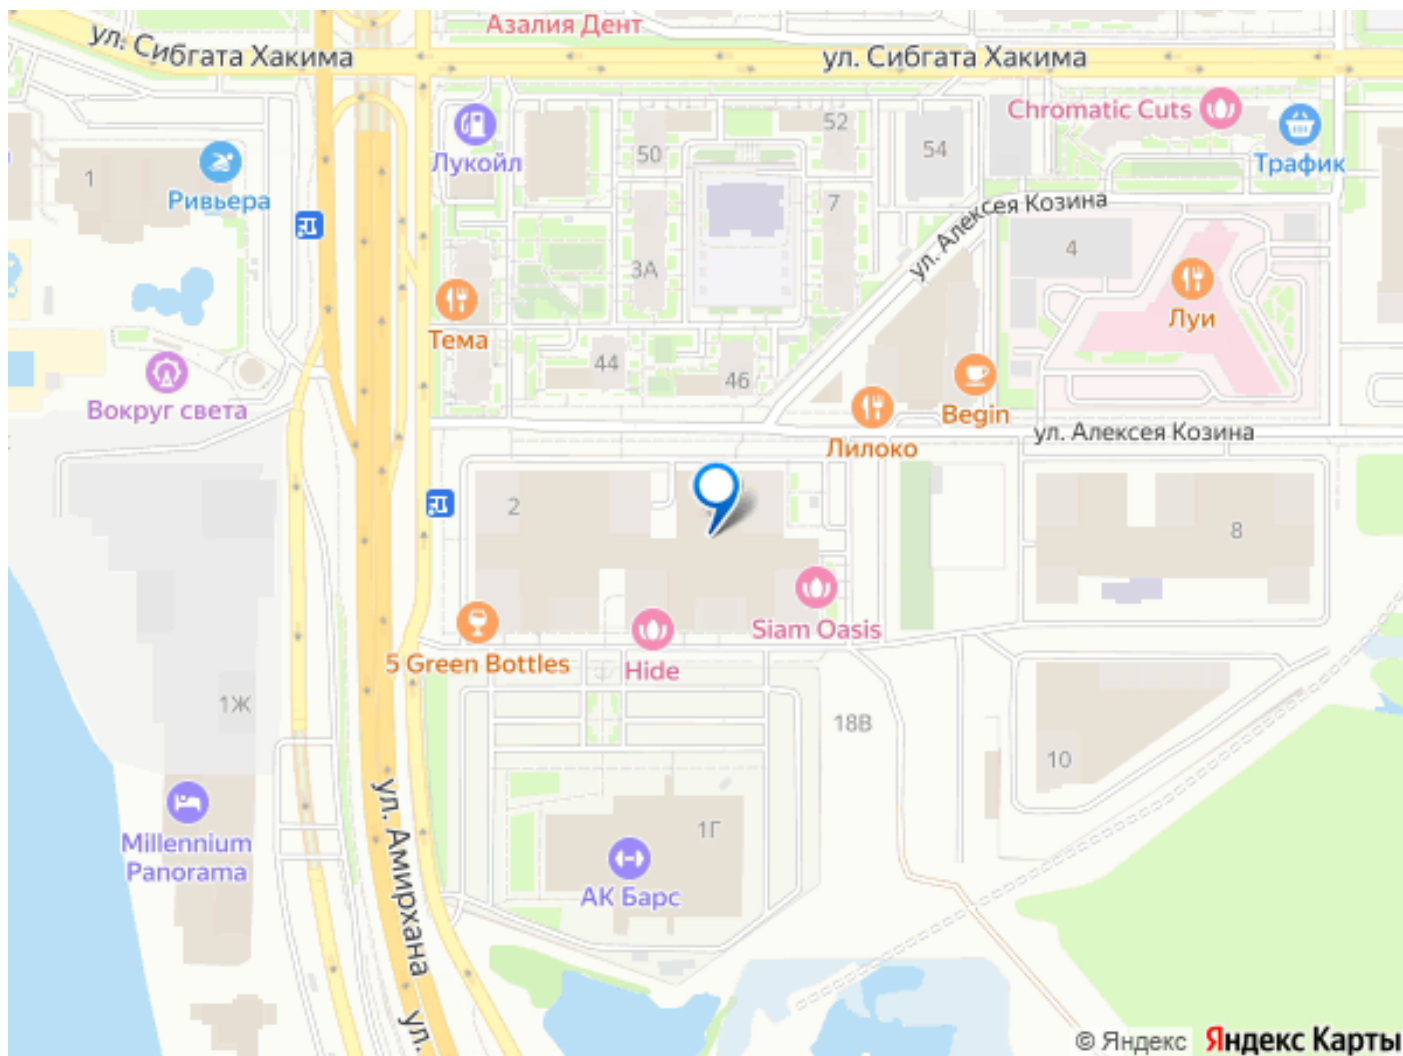 Азалия Дент
ул. Сибгата Хакима
ул. Сибгата Хакима
Chromatic Cuts
Лукойл
52
50
54
Трафик
1
Ривьера
7
ул. Алексея Козина
4
3А
Тема
Луи
44
46
Вокруг света
Begin
Лилоко
ул. Алексея Козина
2
8
Siam Oasis
5 Green Bottles
Hide
1Ж
18В
10
ул. Амирхана
Millennium
Panorama
1Г
АК Барс
ул.
© Яндекс Яндекс Карты